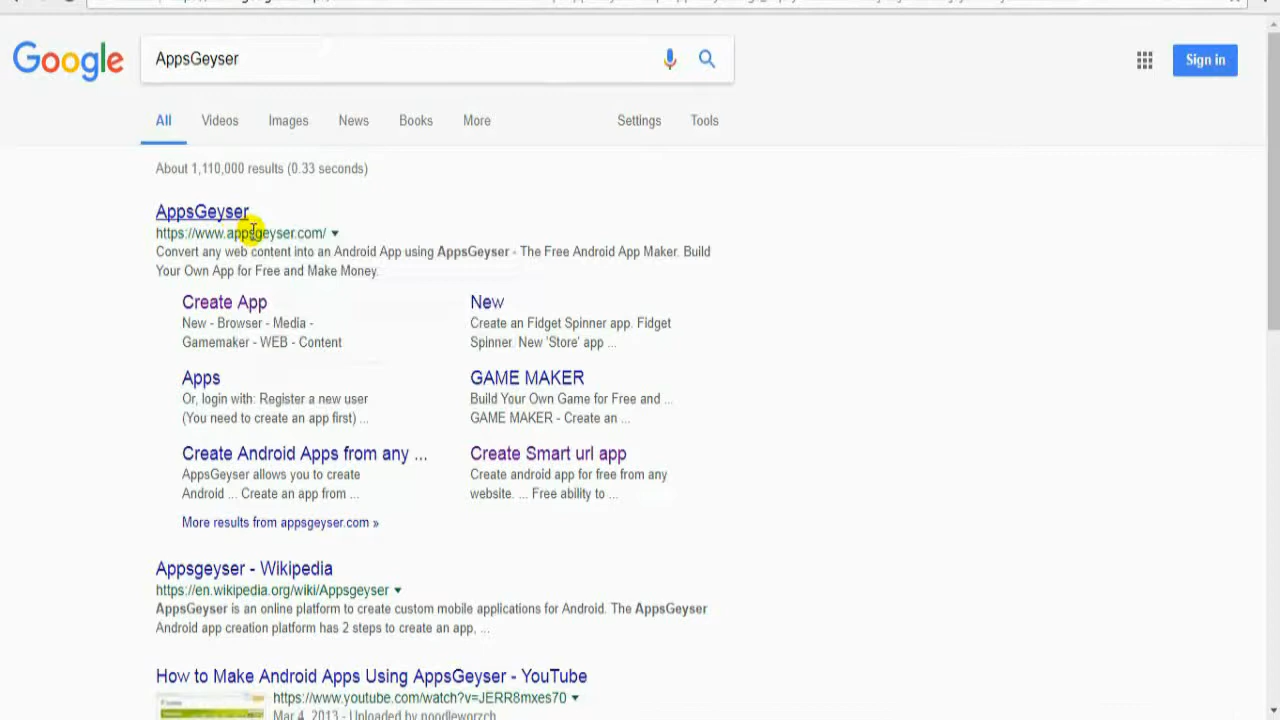 Google
AppsGeyser
Sign in
All Videos Images News Books More Settings Tools
About 1,110,000 results (0.33 seconds)
AppsGeyser
https://www.appsgeyser.com/
Convert any web content into an Android App using AppsGeyser - The Free Android App Maker. Build
Your Own App for Free and Make Money.
Create App
New - Browser - Media -
Gamemaker - WEB - Content
New
Create an Fidget Spinner app. Fidget
Spinner. New 'Store' app ...
Apps
Or, login with: Register a new user
(You need to create an app first) ...
GAME MAKER
Build Your Own Game for Free and ...
GAME MAKER - Create an ...
Create Android Apps from any ...
AppsGeyser allows you to create
Android ... Create an app from ...
Create Smart url app
Create android app for free from any
website. ... Free ability to ...
More results from appsgeyser.com »
Appsgeyser - Wikipedia
https://en.wikipedia.org/wiki/Appsgeyser
AppsGeyser is an online platform to create custom mobile applications for Android. The AppsGeyser
Android app creation platform has 2 steps to create an app, ...
How to Make Android Apps Using AppsGeyser - YouTube
https://www.youtube.com/watch?v=JERR8mxes70
Mar 4, 2013 - Uploaded by noodleworzch